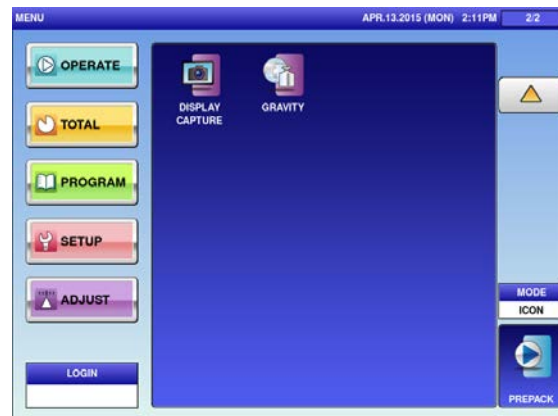 MENU APR.13.2015 (MON) 2:11PM 2/2
OPERATE
TOTAL
PROGRAM
SETUP
ADJUST
LOGIN
DISPLAY
CAPTURE
GRAVITY
MODE
ICON
PREPACK